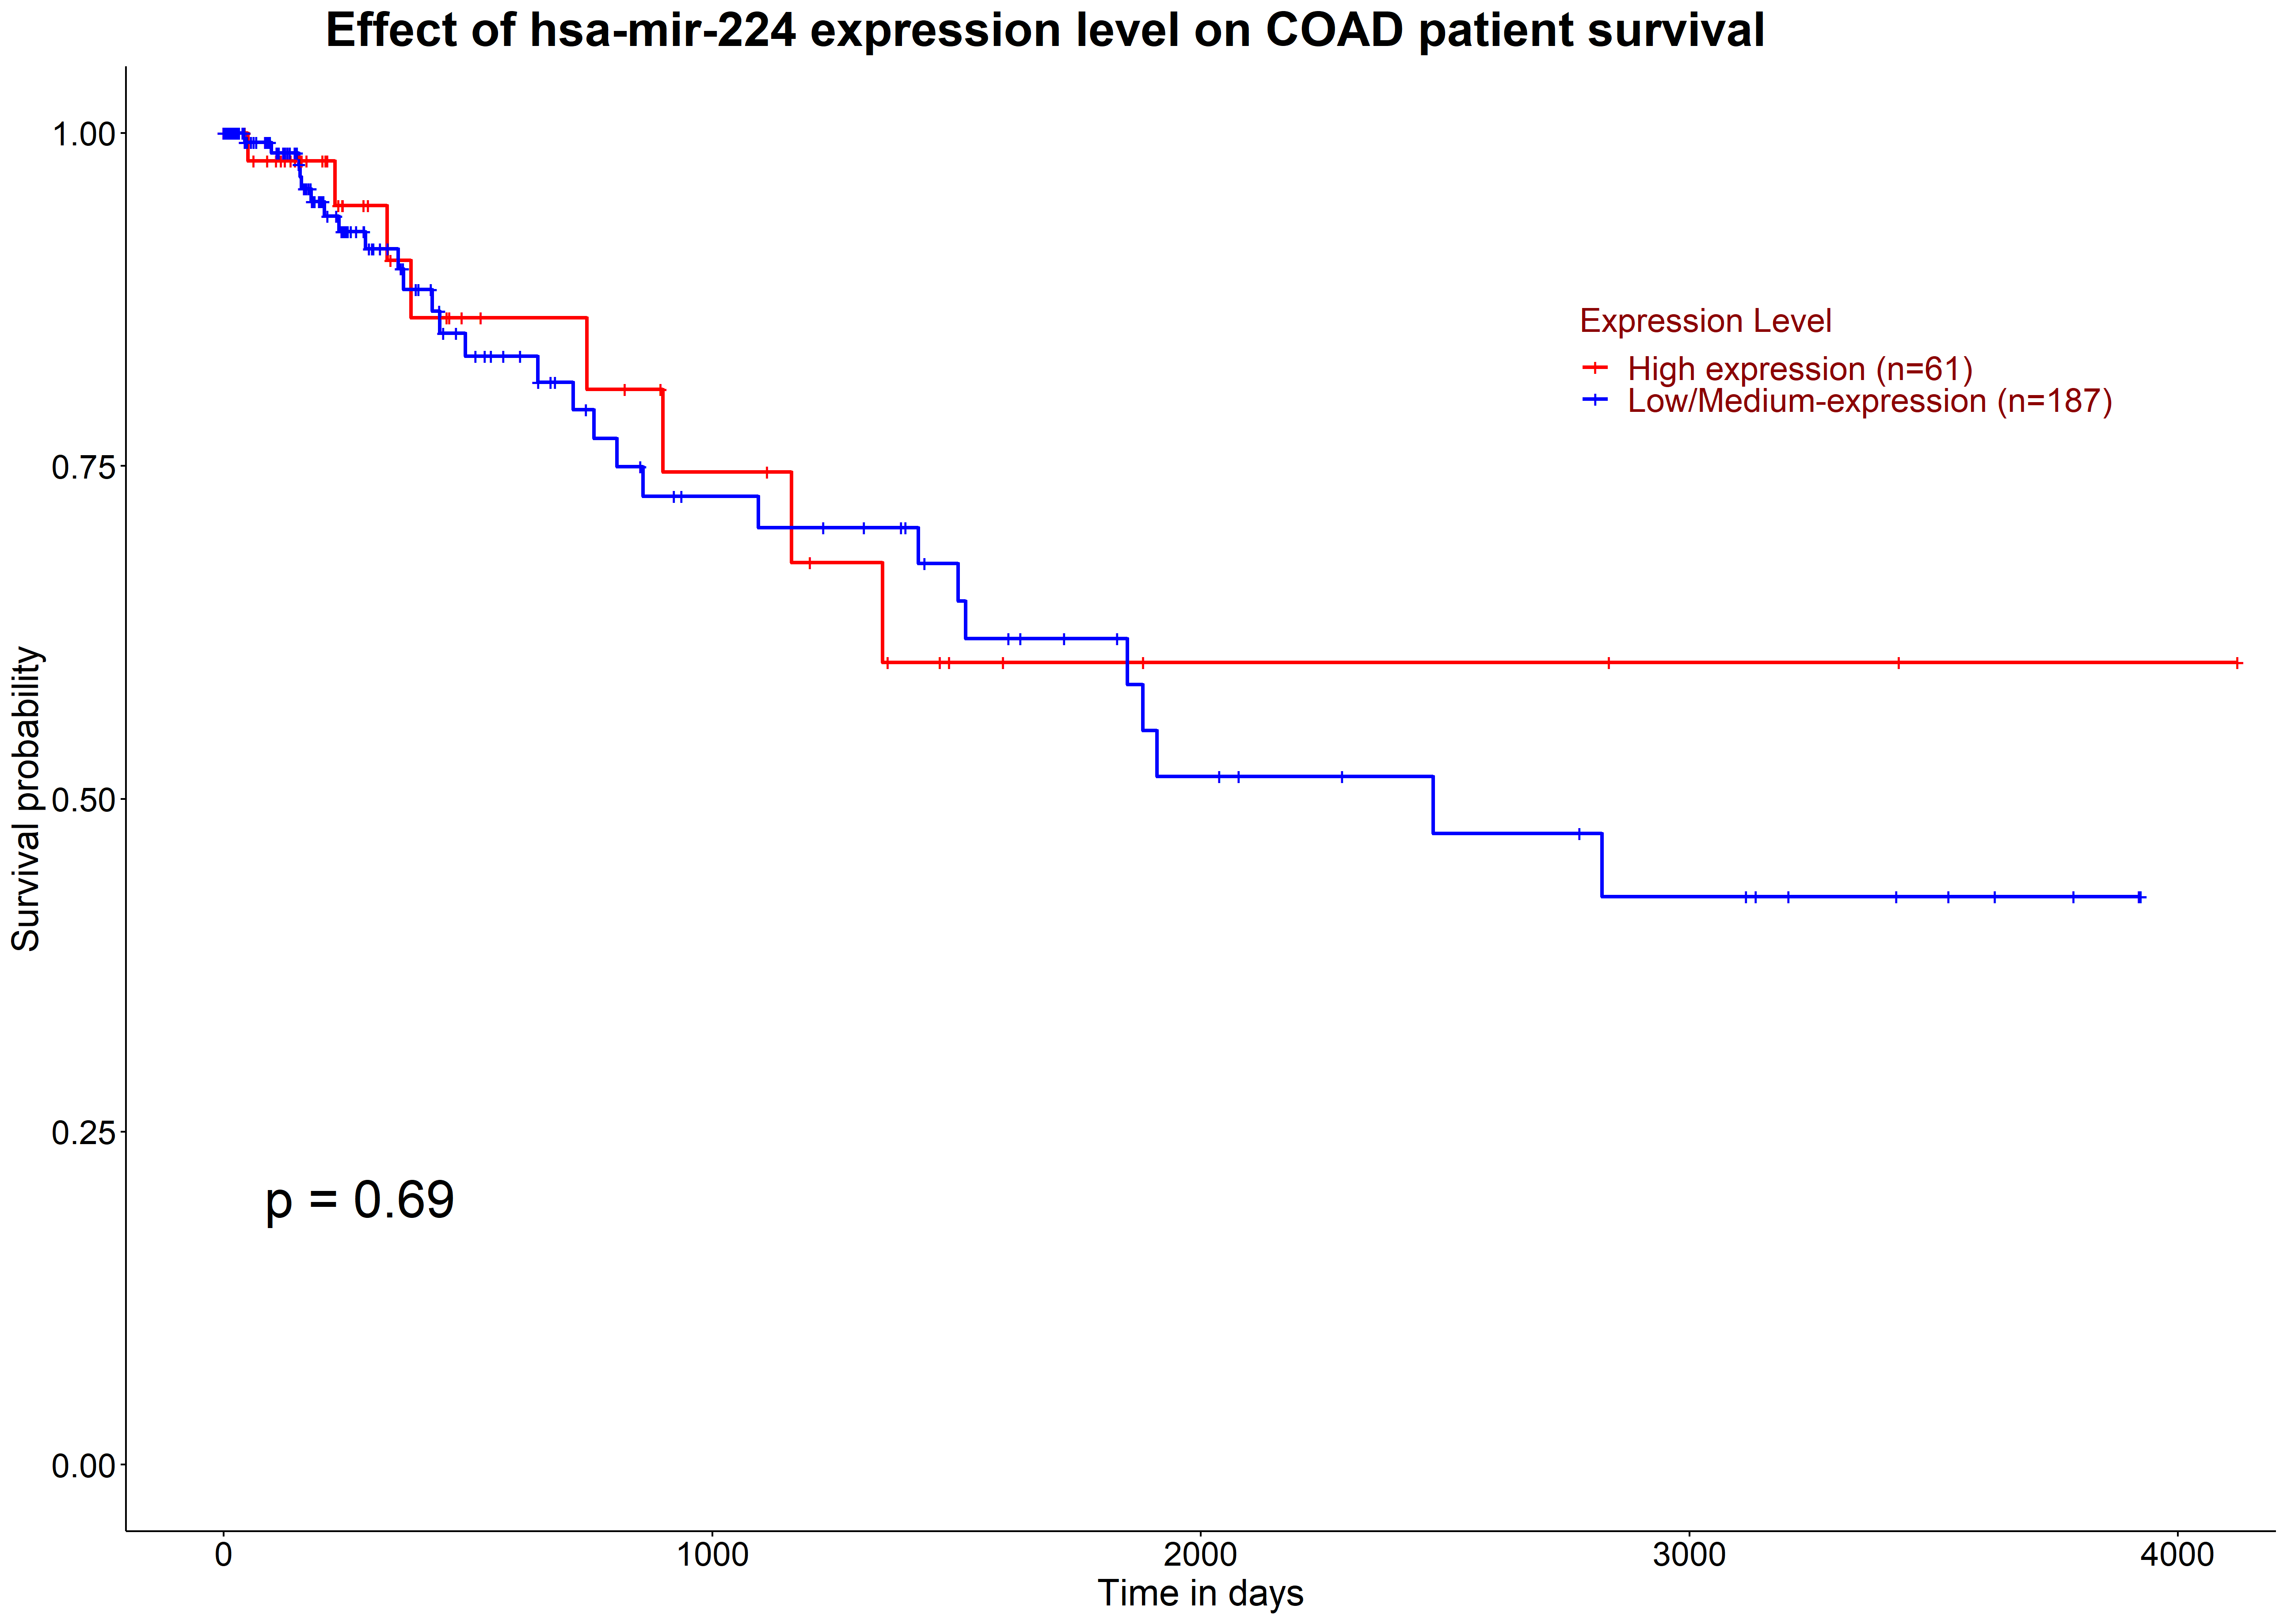 Effect of hsa-mir-224 expression level on COAD patient survival
Survival probability
1.00
0.75
0.50
0.25
0.00
Expression Level
High expression (n=61)
Low/Medium-expression (n=187)
p = 0.69
0 1000 2000 3000 4000
Time in days